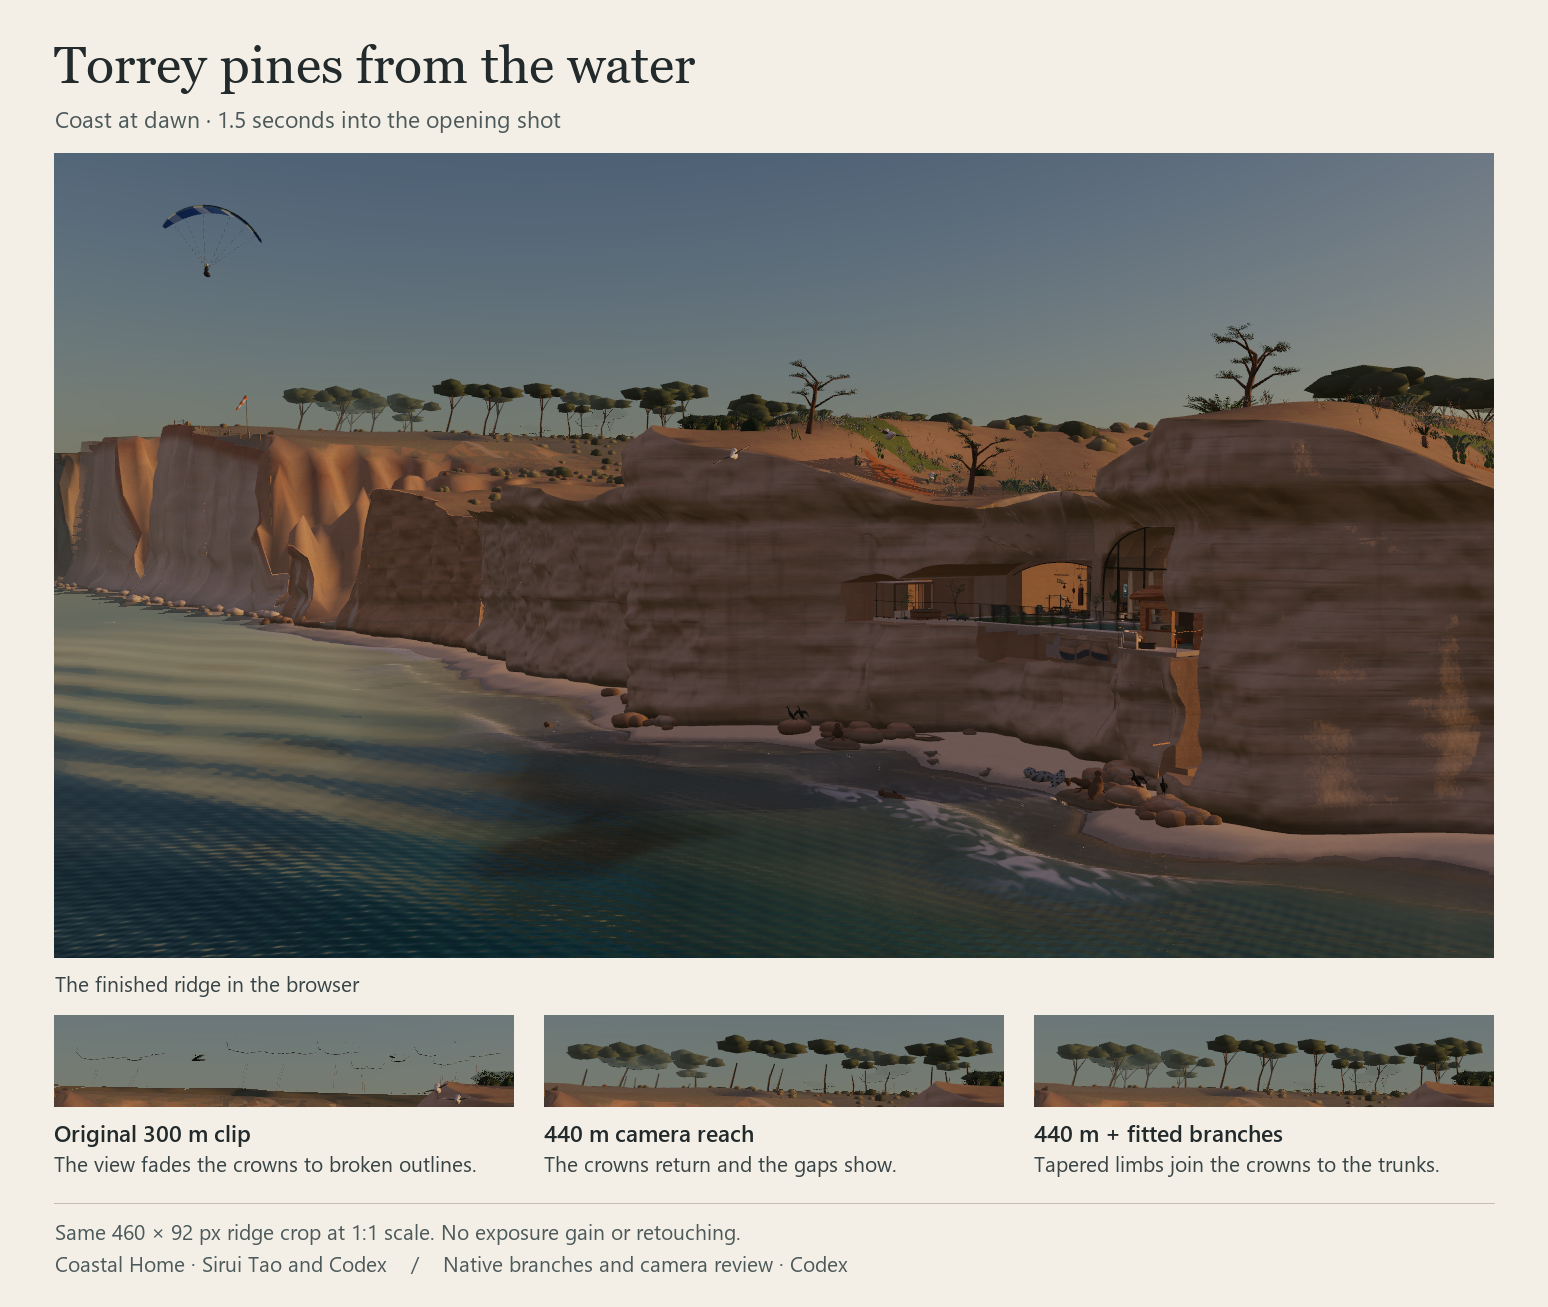 Torrey pines from the water
Coast at dawn · 1.5 seconds into the opening shot
The finished ridge in the browser
Original 300 m clip
The view fades the crowns to broken outlines.
440 m camera reach
The crowns return and the gaps show.
440 m + fitted branches
Tapered limbs join the crowns to the trunks.
Same 460 × 92 px ridge crop at 1:1 scale. No exposure gain or retouching.
Coastal Home · Sirui Tao and Codex / Native branches and camera review · Codex